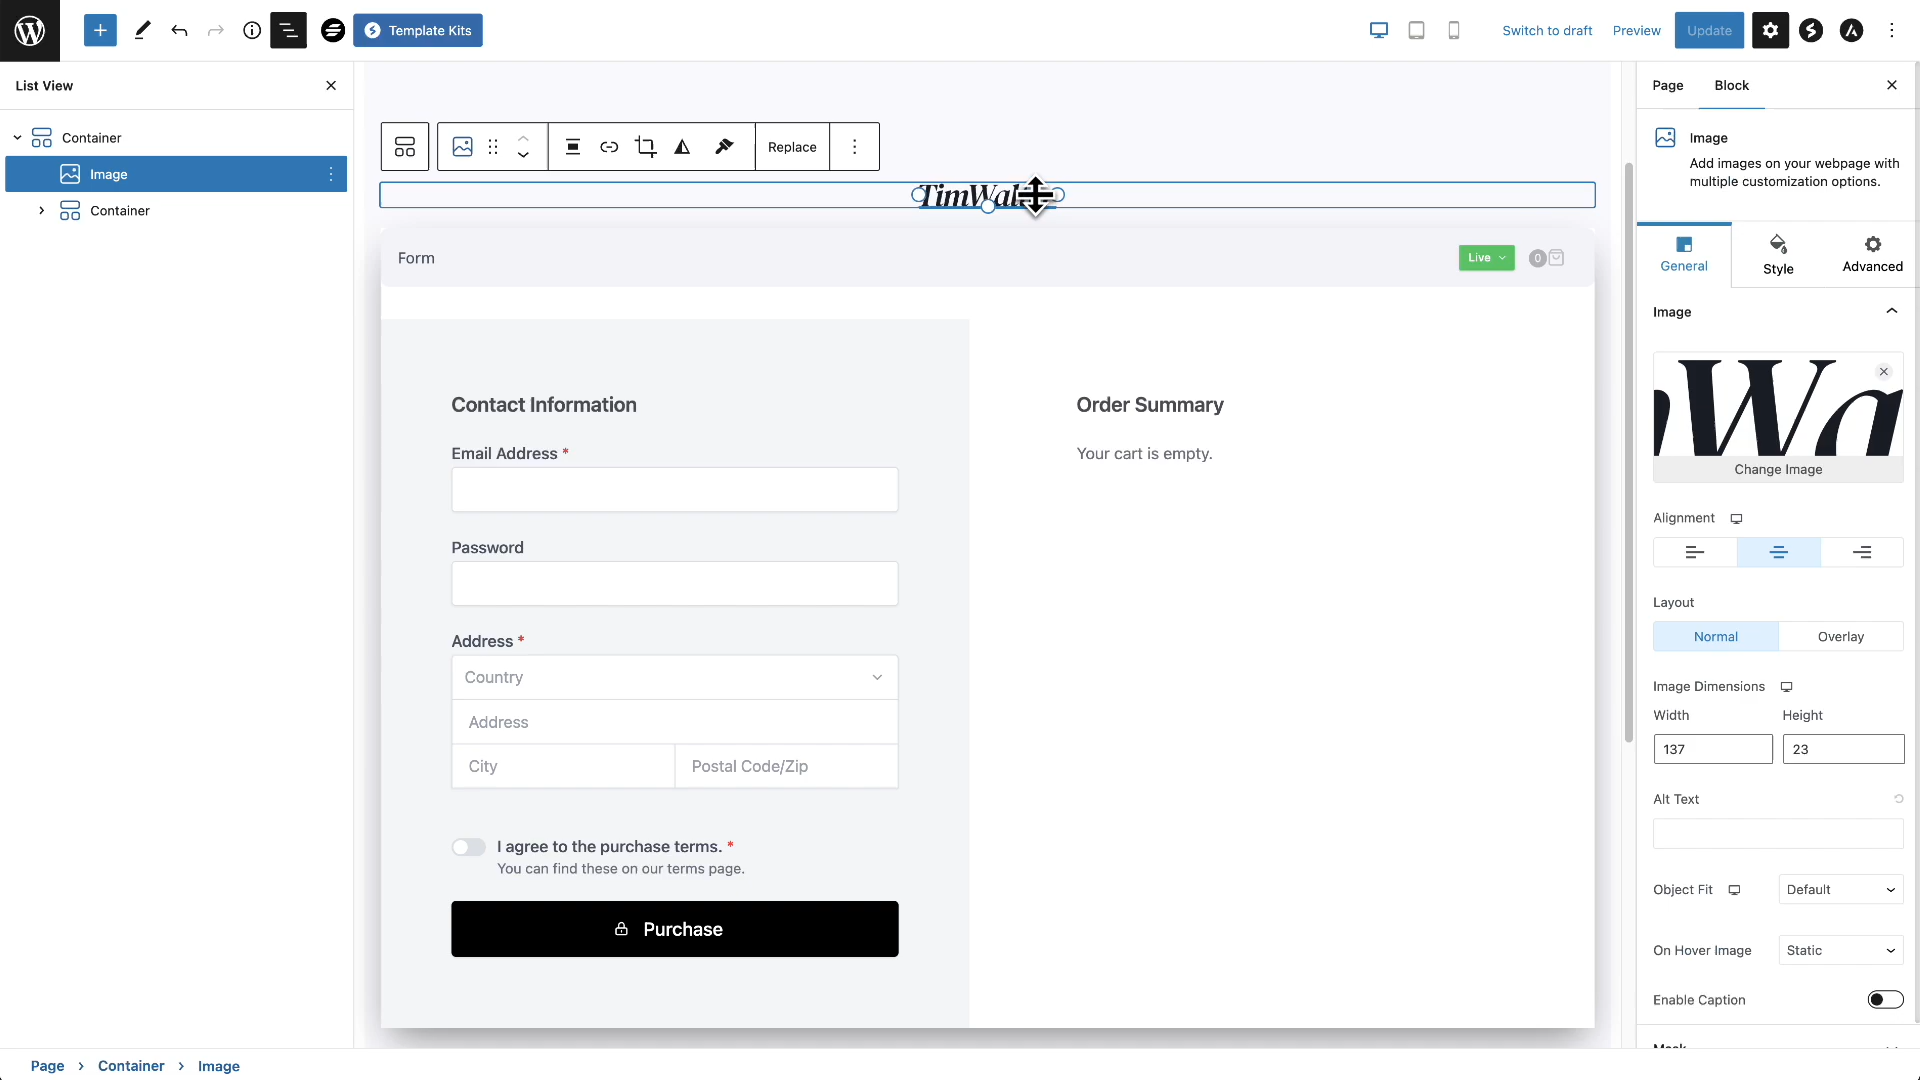 Template Kits
Switch to draft
Preview
Update
List View
Container
Image
Container
Replace
Form
Live
0
Contact Information
Email Address *
Password
Address *
Country
Address
City
Postal Code/Zip
I agree to the purchase terms. *
You can find these on our terms page.
Purchase
Order Summary
Your cart is empty.
Page
Block
Image
Add images on your webpage with
multiple customization options.
General
Style
Advanced
Image
Change Image
Alignment
Layout
Normal
Overlay
Image Dimensions
Width
Height
137
23
Alt Text
Object Fit
Default
On Hover Image
Static
Enable Caption
Mask
Page
Container
Image